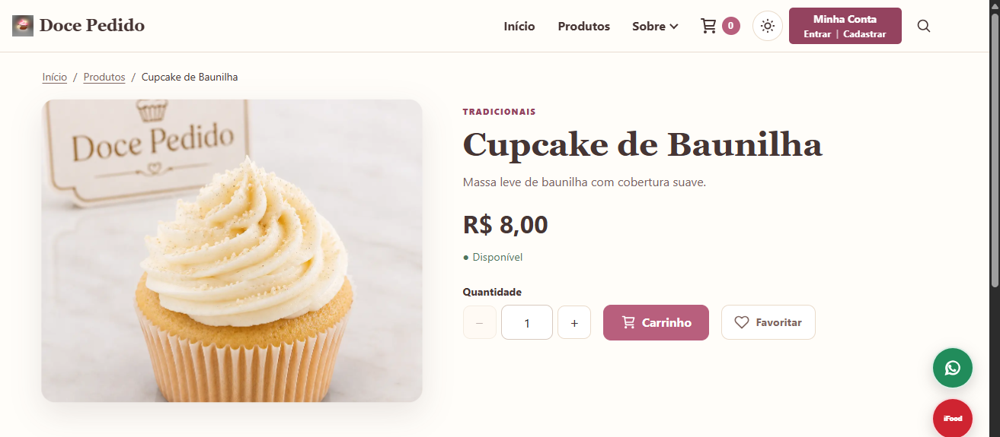 Doce Pedido
Início
Produtos
Sobre
0
Minha Conta
Entrar | Cadastrar
Início / Produtos / Cupcake de Baunilha
Doce Pedido
TRADICIONAIS
Cupcake de Baunilha
Massa leve de baunilha com cobertura suave.
R$ 8,00
● Disponível
Quantidade
− 1 + Carrinho Favoritar
iFood